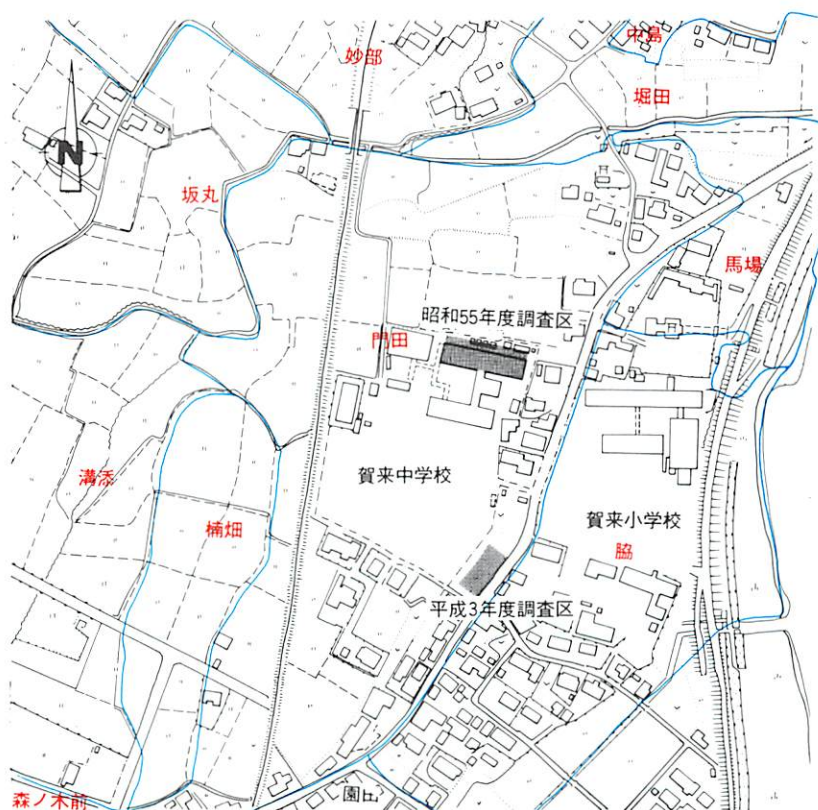 中島
妙部
堀田
N
坂丸
馬場
昭和55年度調査区
門田
賀来中学校
溝添
賀来小学校
楠畑
脇
平成3年度調査区
園田
森ノ木前